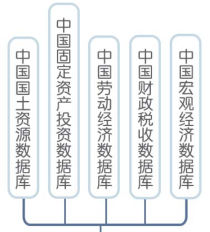 中国国土资源数据库
中国固定资产投资数据库
中国劳动经济数据库
中国财政税收数据库
中国宏观经济数据库